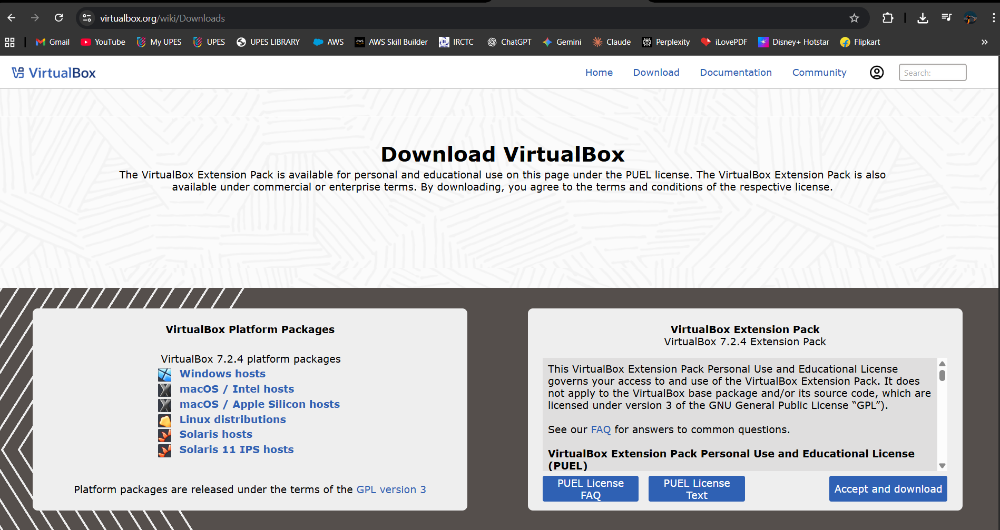 virtualbox.org/wiki/Downloads
Gmail YouTube My UPES UPES UPES LIBRARY AWS aws AWS Skill Builder IRCTC ChatGPT Gemini Claude Perplexity iLovePDF Disney+ Hotstar Flipkart
VirtualBox Home Download Documentation Community Search:
Download VirtualBox
The VirtualBox Extension Pack is available for personal and educational use on this page under the PUEL license. The VirtualBox Extension Pack is also
available under commercial or enterprise terms. By downloading, you agree to the terms and conditions of the respective license.
VirtualBox Platform Packages
VirtualBox 7.2.4 platform packages
Windows hosts
macOS / Intel hosts
macOS / Apple Silicon hosts
Linux distributions
Solaris hosts
Solaris 11 IPS hosts
Platform packages are released under the terms of the GPL version 3
VirtualBox Extension Pack
VirtualBox 7.2.4 Extension Pack
This VirtualBox Extension Pack Personal Use and Educational License
governs your access to and use of the VirtualBox Extension Pack. It does
not apply to the VirtualBox base package and/or its source code, which are
licensed under version 3 of the GNU General Public License “GPL”).
See our FAQ for answers to common questions.
VirtualBox Extension Pack Personal Use and Educational License
(PUEL)
PUEL License
FAQ
PUEL License
Text
Accept and download